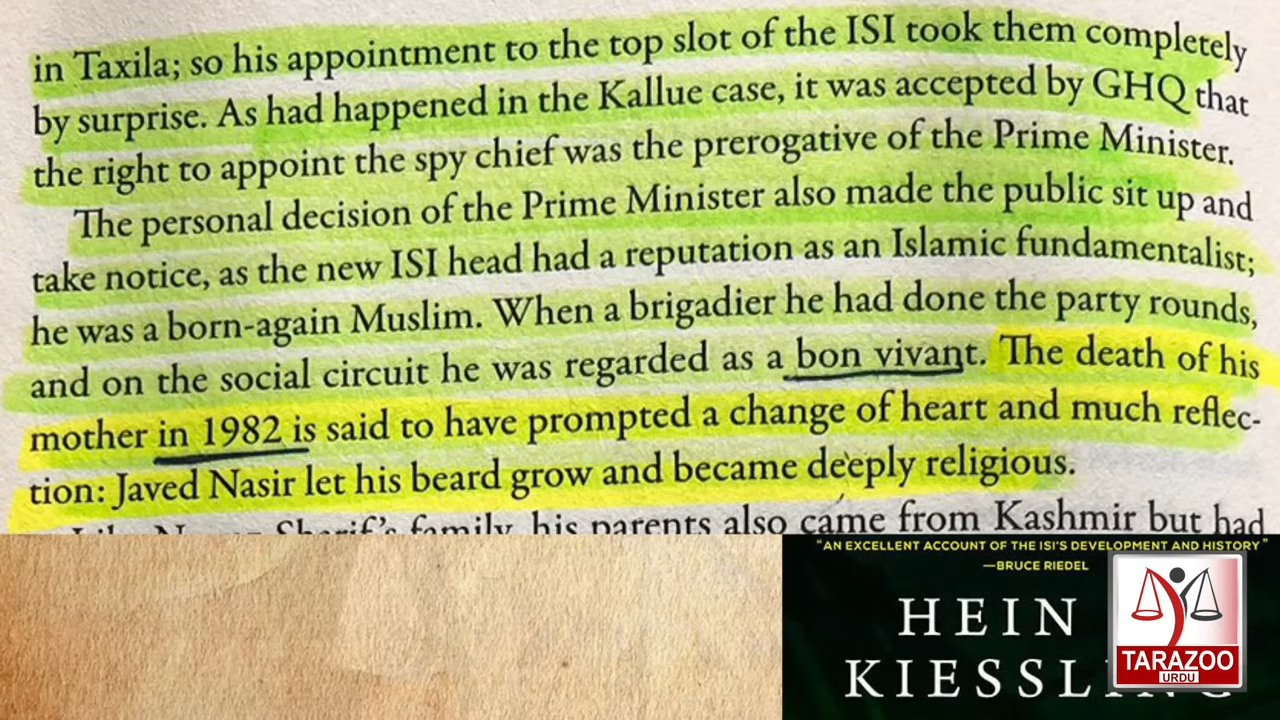 in Taxila; so his appointment to the top slot of the ISI took them completely
by surprise. As had happened in the Kallue case, it was accepted by GHQ that
the right to appoint the spy chief was the prerogative of the Prime Minister.
The personal decision of the Prime Minister also made the public sit up and
take notice, as the new ISI head had a reputation as an Islamic fundamentalist;
he was a born-again Muslim. When a brigadier he had done the party rounds,
and on the social circuit he was regarded as a bon vivant. The death of his
mother in 1982 is said to have prompted a change of heart and much reflec-
tion: Javed Nasir let his beard grow and became deeply religious.
Sharif's family, his parents also came from Kashmir but had
"AN EXCELLENT ACCOUNT OF THE ISI'S DEVELOPMENT AND HISTORY"
—BRUCE RIEDEL
HEIN
KIESSLING
TARAZOO
URDU